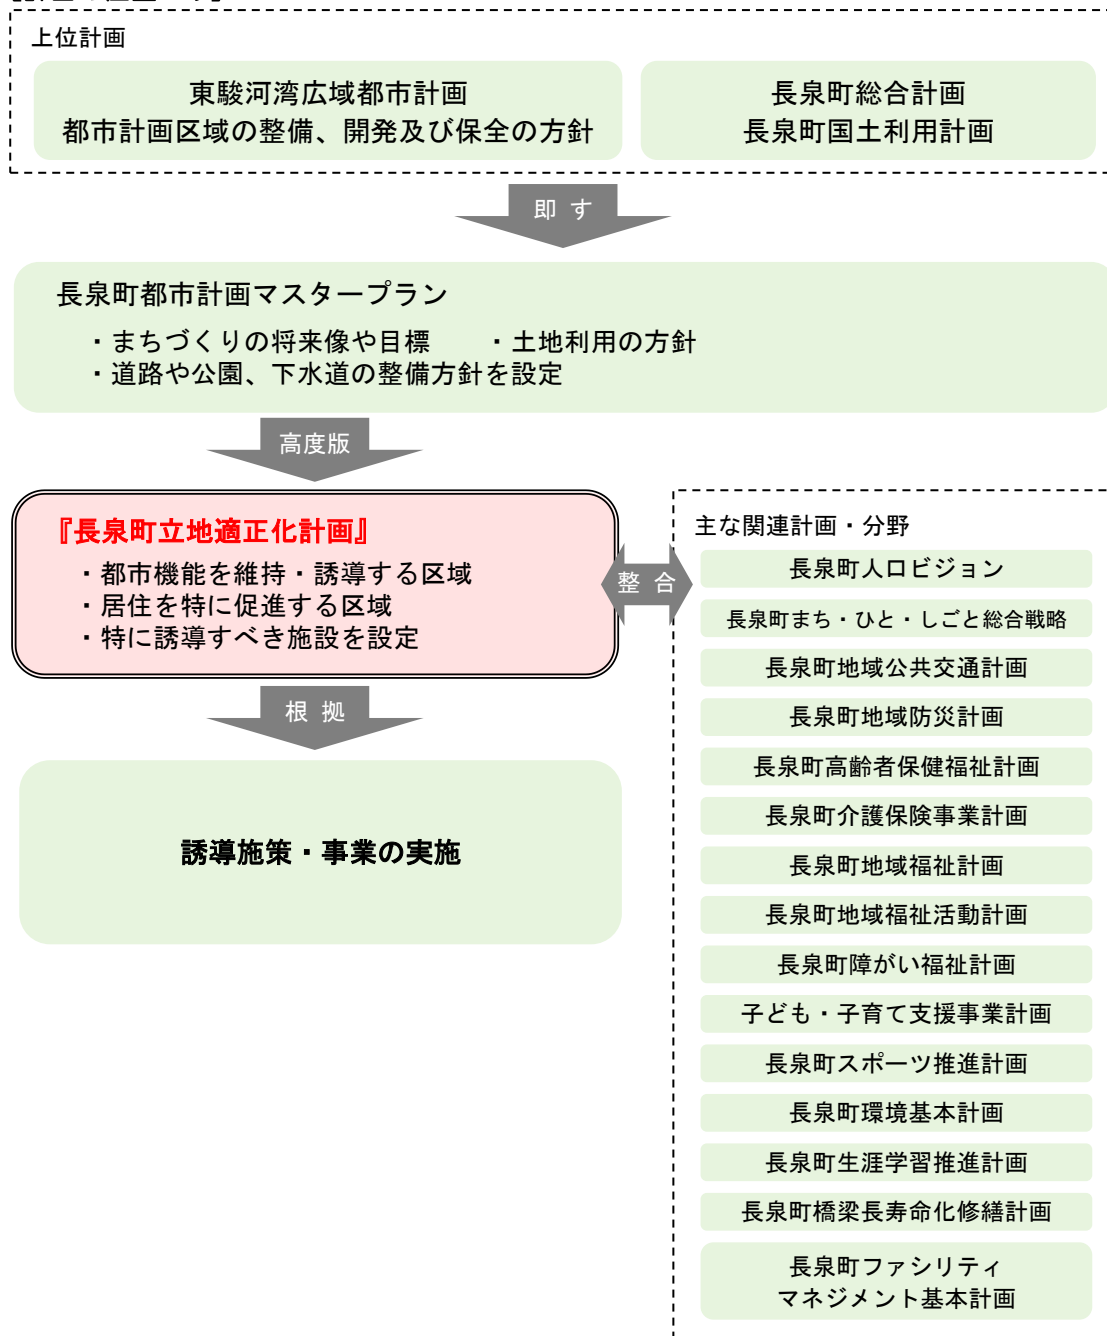 上位計画
東駿河湾広域都市計画
都市計画区域の整備、開発及び保全の方針
長泉町総合計画
長泉町国土利用計画
即 す
長泉町都市計画マスタープラン
・まちづくりの将来像や目標　・土地利用の方針
・道路や公園、下水道の整備方針を設定
高度版
『長泉町立地適正化計画』
・都市機能を維持・誘導する区域
・居住を特に促進する区域
・特に誘導すべき施設を設定
整 合
根 拠
誘導施策・事業の実施
主な関連計画・分野
長泉町人口ビジョン
長泉町まち・ひと・しごと総合戦略
長泉町地域公共交通計画
長泉町地域防災計画
長泉町高齢者保健福祉計画
長泉町介護保険事業計画
長泉町地域福祉計画
長泉町地域福祉活動計画
長泉町障がい福祉計画
子ども・子育て支援事業計画
長泉町スポーツ推進計画
長泉町環境基本計画
長泉町生涯学習推進計画
長泉町橋梁長寿命化修繕計画
長泉町ファシリティ
マネジメント基本計画